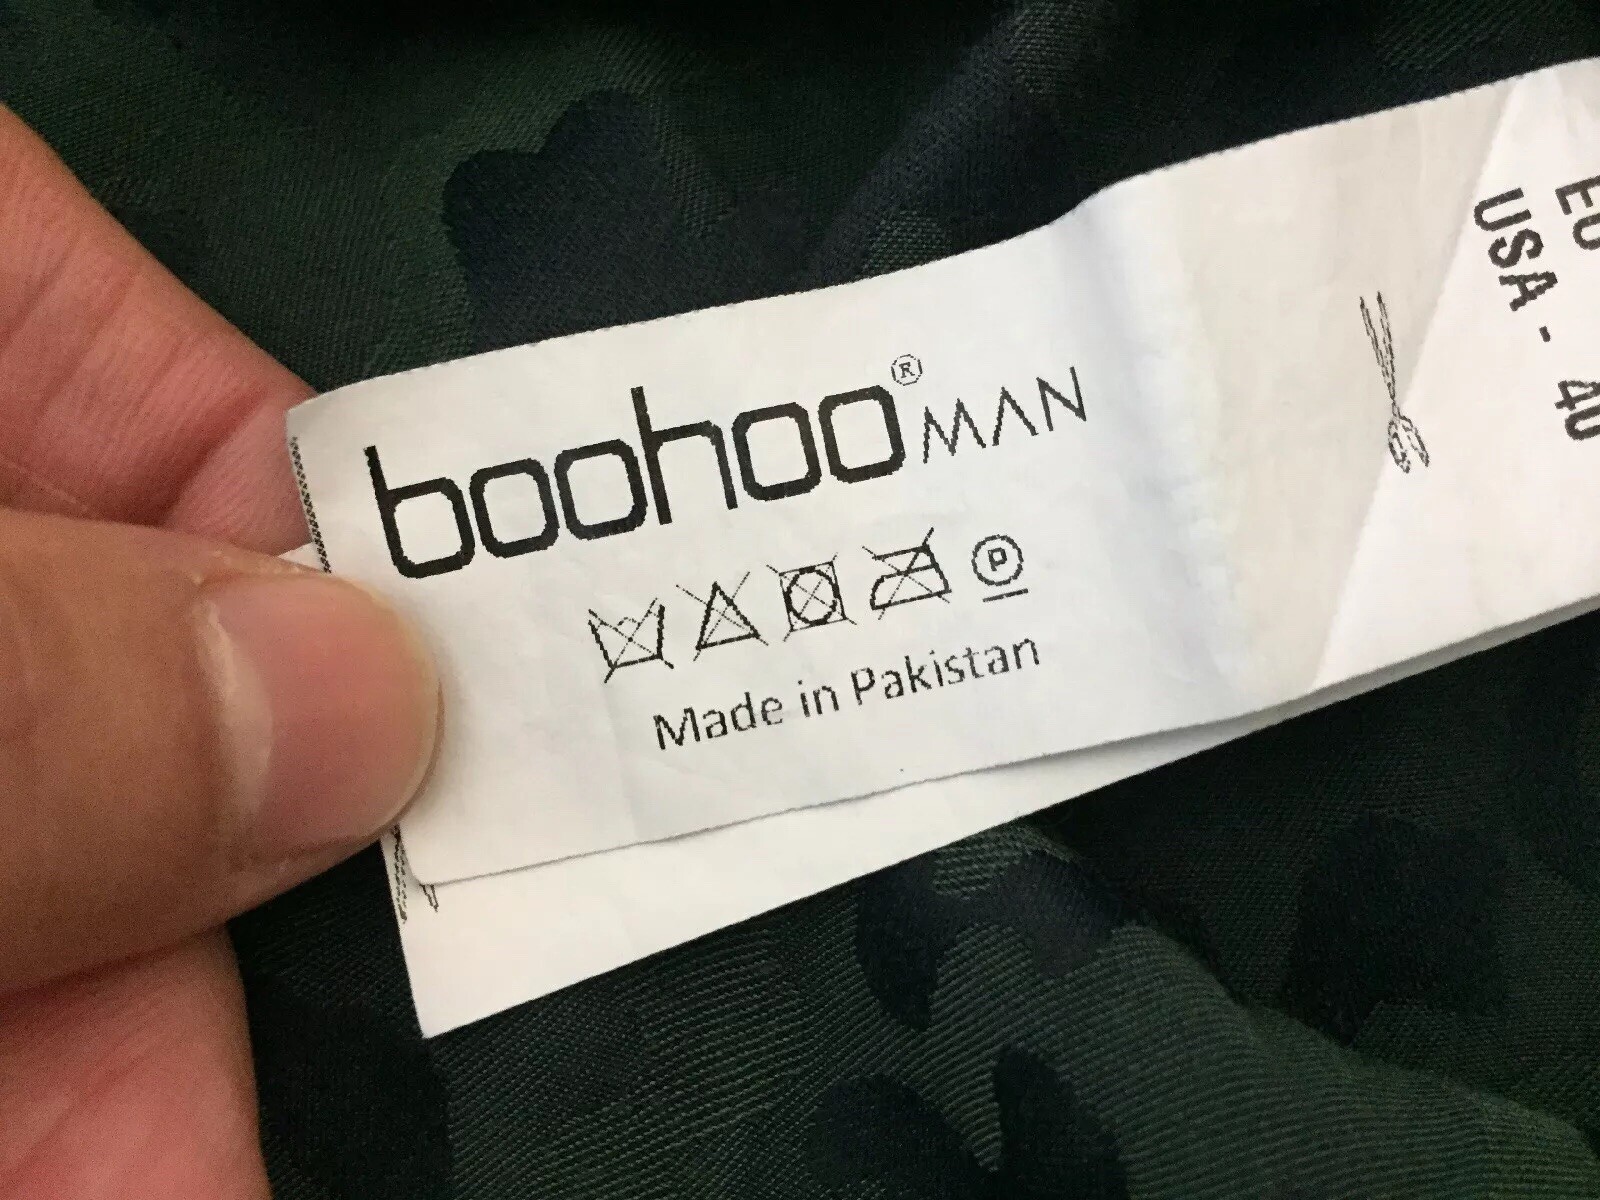 boohoo® MAN
P
Made in Pakistan
EU
USA - 40